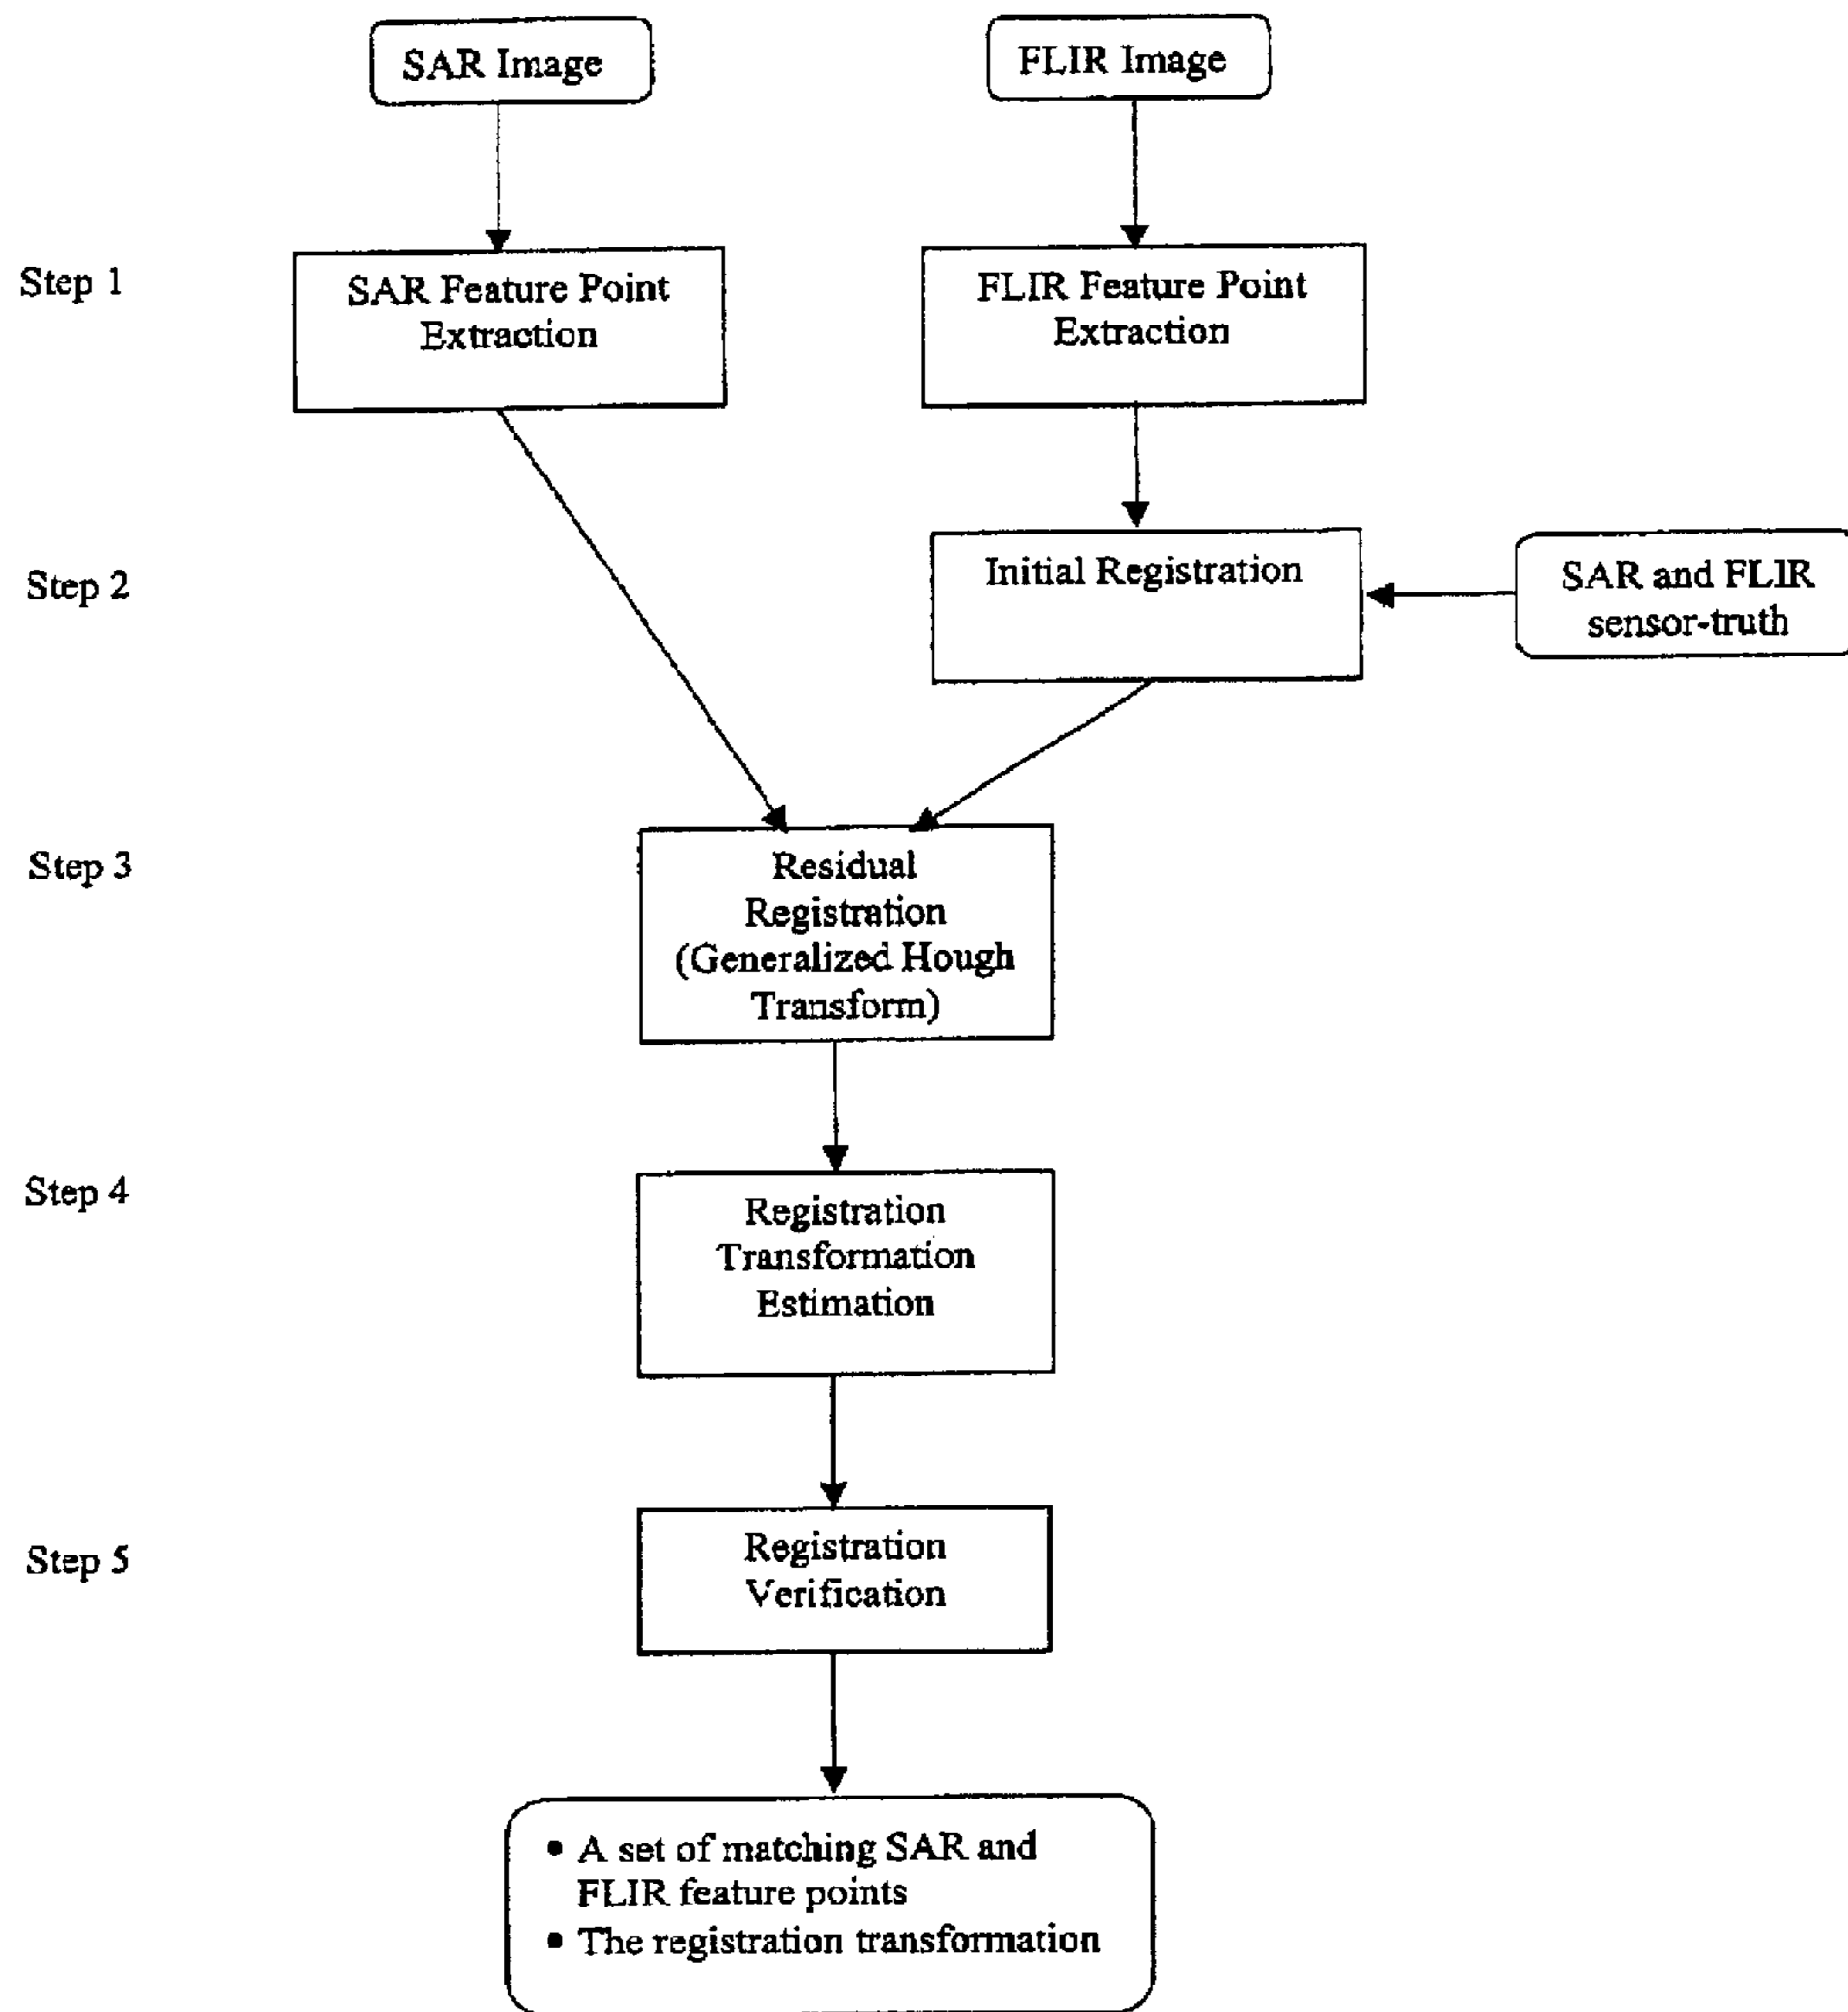 SAR Image
FLIR Image
Step 1
SAR Feature Point
Extraction
FLIR Feature Point
Extraction
Step 2
Initial Registration
SAR and FLIR
sensor-truth
Step 3
Residual
Registration
(Generalized Hough
Transform)
Step 4
Registration
Transformation
Estimation
Step 5
Registration
Verification
• A set of matching SAR and
FLIR feature points
• The registration transformation